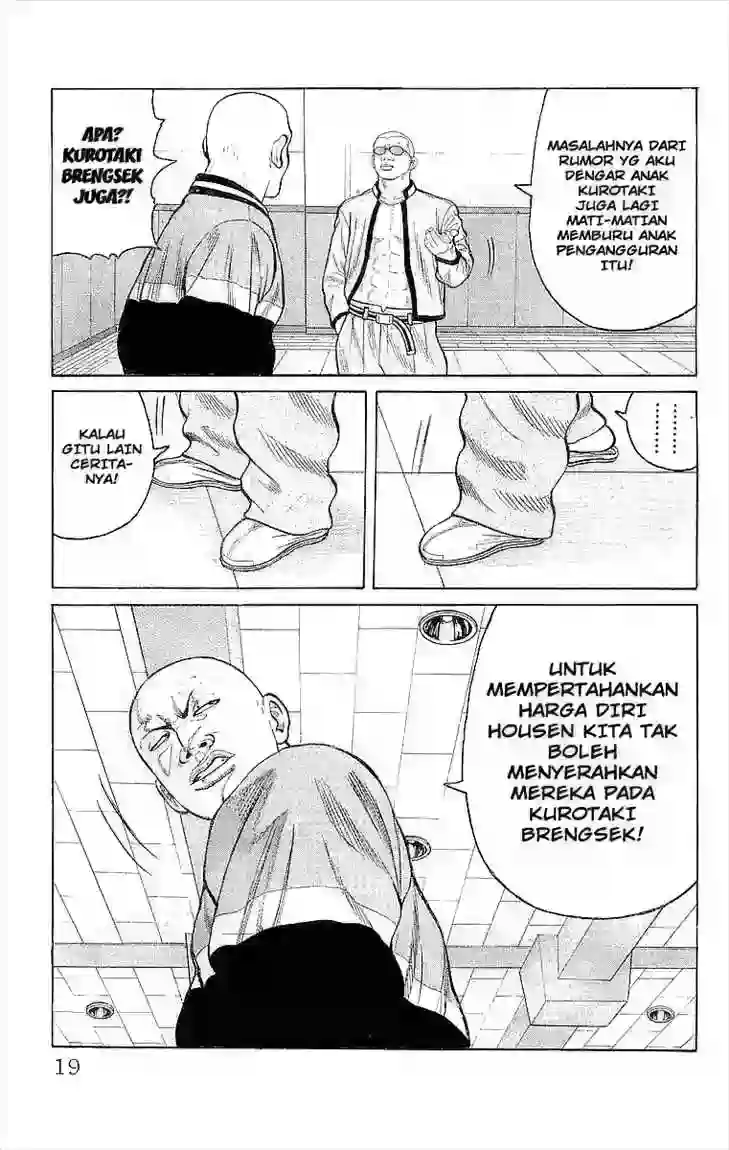 MASALAHNYA DARI
RUMOR YG AKU
DENGAR ANAK
KUROTAKI
JUGA LAGI
MATI-MATIAN
MEMBURU ANAK
PENGANGGURAN
ITU!
APA?
KUROTAKI
BRENGSEK
JUGA?!
KALAU
GITU LAIN
CERITA-
NYA!
UNTUK
MEMPERTAHANKAN
HARGA DIRI
HOUSEN KITA TAK
BOLEH
MENYERAHKAN
MEREKA PADA
KUROTAKI
BRENGSEK!
19